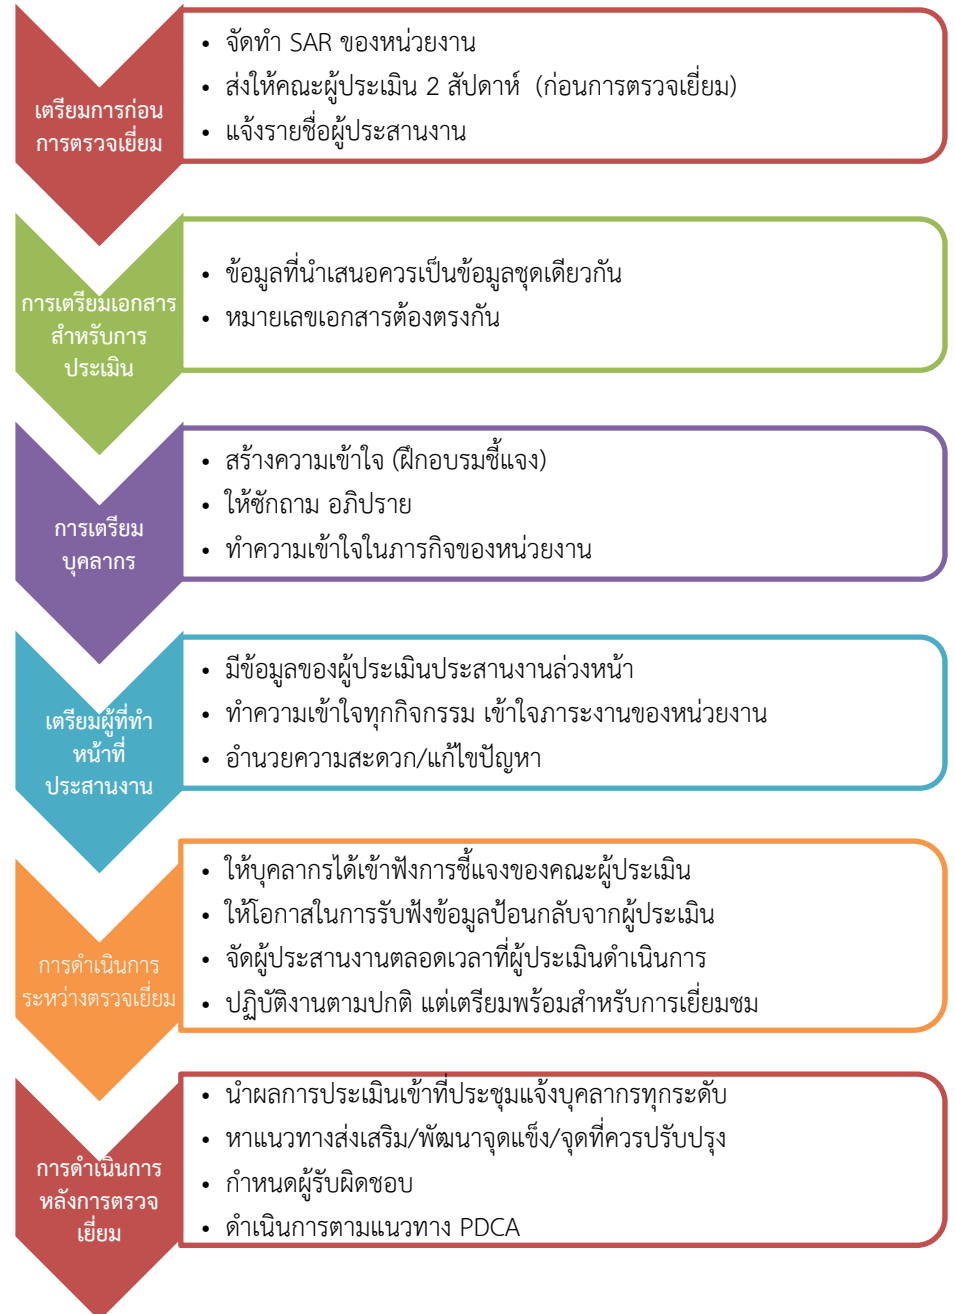 เตรียมการก่อน
การตรวจเยี่ยม
• จัดทำ SAR ของหน่วยงาน
• ส่งให้คณะผู้ประเมิน 2 สัปดาห์ (ก่อนการตรวจเยี่ยม)
• แจ้งรายชื่อผู้ประสานงาน
การเตรียมเอกสาร
สำหรับการ
ประเมิน
• ข้อมูลที่นำเสนอควรเป็นข้อมูลชุดเดียวกัน
• หมายเลขเอกสารต้องตรงกัน
การเตรียม
บุคลากร
• สร้างความเข้าใจ (ฝึกอบรมชี้แจง)
• ให้ซักถาม อภิปราย
• ทำความเข้าใจในภารกิจของหน่วยงาน
เตรียมผู้ที่ทำ
หน้าที่
ประสานงาน
• มีข้อมูลของผู้ประเมินประสานงานล่วงหน้า
• ทำความเข้าใจทุกกิจกรรม เข้าใจภาระงานของหน่วยงาน
• อำนวยความสะดวก/แก้ไขปัญหา
การดำเนินการ
ระหว่างตรวจเยี่ยม
• ให้บุคลากรได้เข้าฟังการชี้แจงของคณะผู้ประเมิน
• ให้โอกาสในการรับฟังข้อมูลป้อนกลับจากผู้ประเมิน
• จัดผู้ประสานงานตลอดเวลาที่ผู้ประเมินดำเนินการ
• ปฏิบัติงานตามปกติ แต่เตรียมพร้อมสำหรับการเยี่ยมชม
การดำเนินการ
หลังการตรวจ
เยี่ยม
• นำผลการประเมินเข้าที่ประชุมแจ้งบุคลากรทุกระดับ
• หาแนวทางส่งเสริม/พัฒนาจุดแข็ง/จุดที่ควรปรับปรุง
• กำหนดผู้รับผิดชอบ
• ดำเนินการตามแนวทาง PDCA